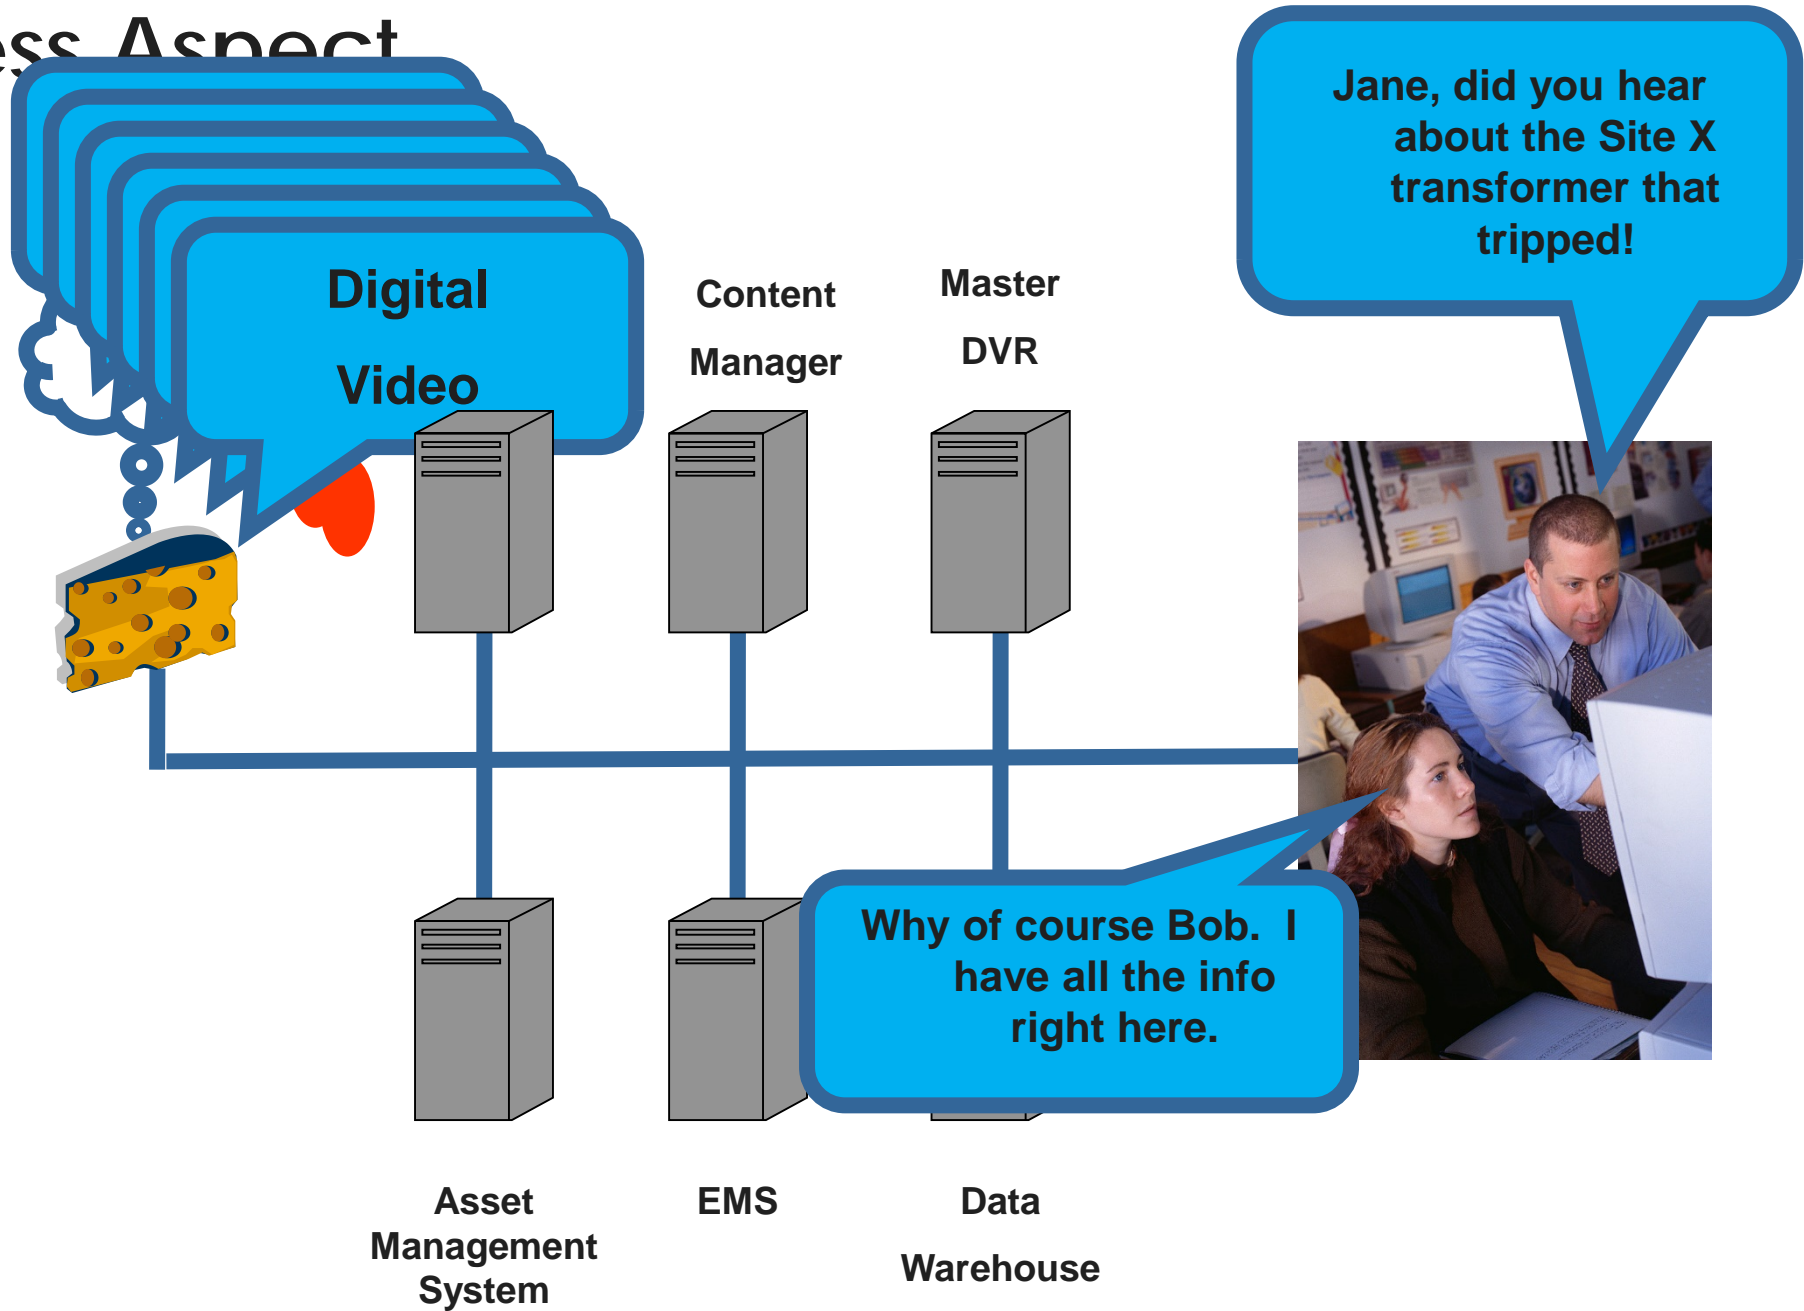 Aspect
Digital
Video
Content
Manager
Master
DVR
Jane, did you hear
about the Site X
transformer that
tripped!
Why of course Bob. I
have all the info
right here.
Asset
Management
System
EMS
Data
Warehouse